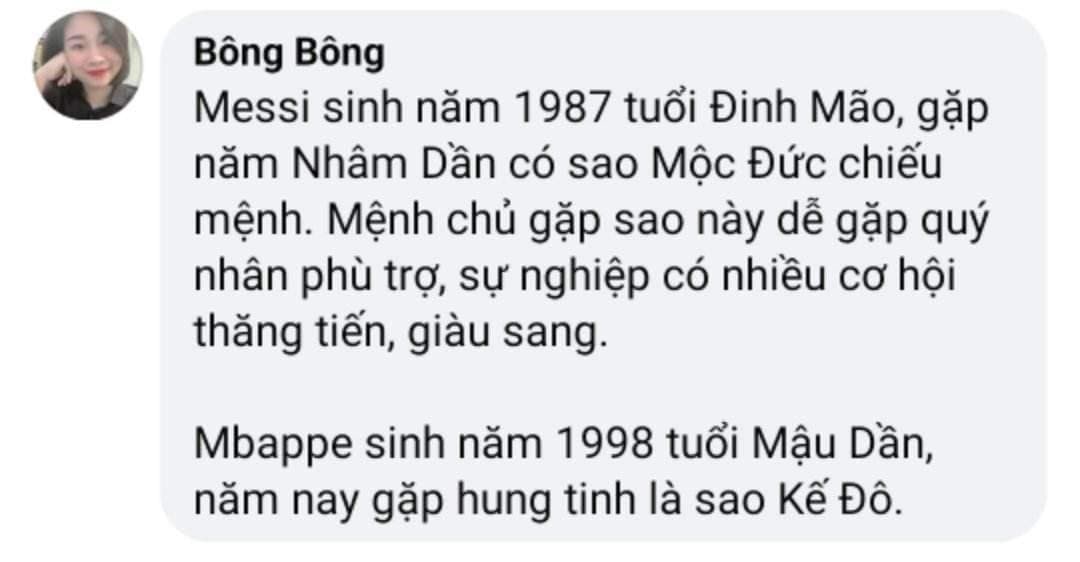 Bông Bông
Messi sinh năm 1987 tuổi Đinh Mão, gặp
năm Nhâm Dần có sao Mộc Đức chiếu
mệnh. Mệnh chủ gặp sao này dễ gặp quý
nhân phù trợ, sự nghiệp có nhiều cơ hội
thăng tiến, giàu sang.
Mbappe sinh năm 1998 tuổi Mậu Dần,
năm nay gặp hung tinh là sao Kế Đô.